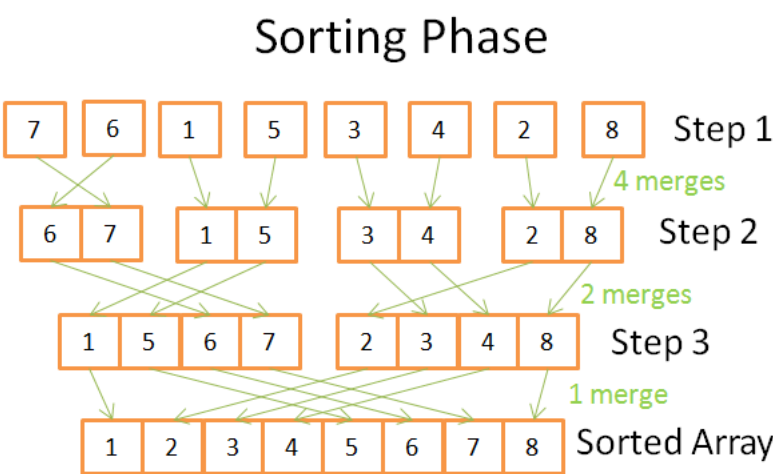 Sorting Phase
7 6 1 5 3 4 2 8 Step 1
4 merges
6 7 1 5 3 4 2 8 Step 2
2 merges
1 5 6 7 2 3 4 8 Step 3
1 merge
1 2 3 4 5 6 7 8 Sorted Array